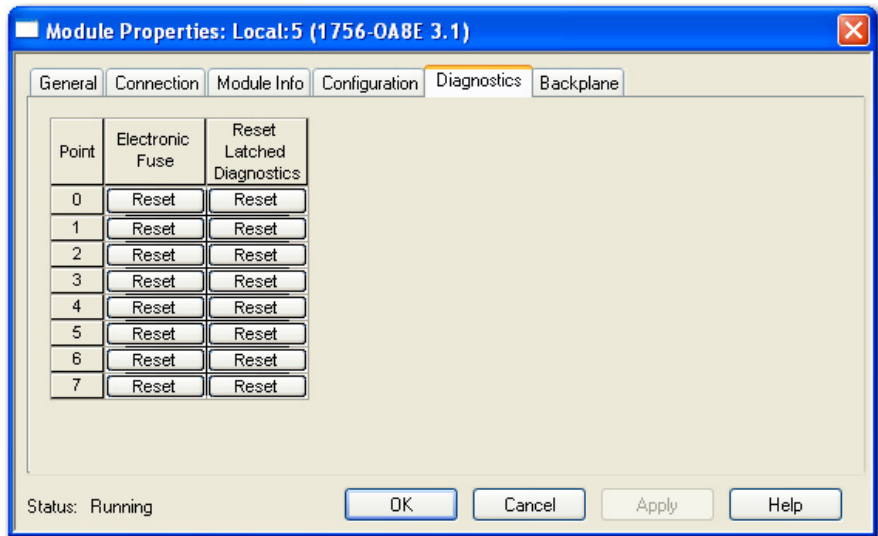 Module Properties: Local:5 (1756-OA8E 3.1)
General Connection Module Info Configuration Diagnostics Backplane
Point Electronic Fuse Reset Latched Diagnostics
0 Reset Reset
1 Reset Reset
2 Reset Reset
3 Reset Reset
4 Reset Reset
5 Reset Reset
6 Reset Reset
7 Reset Reset
Status: Running OK Cancel Apply Help